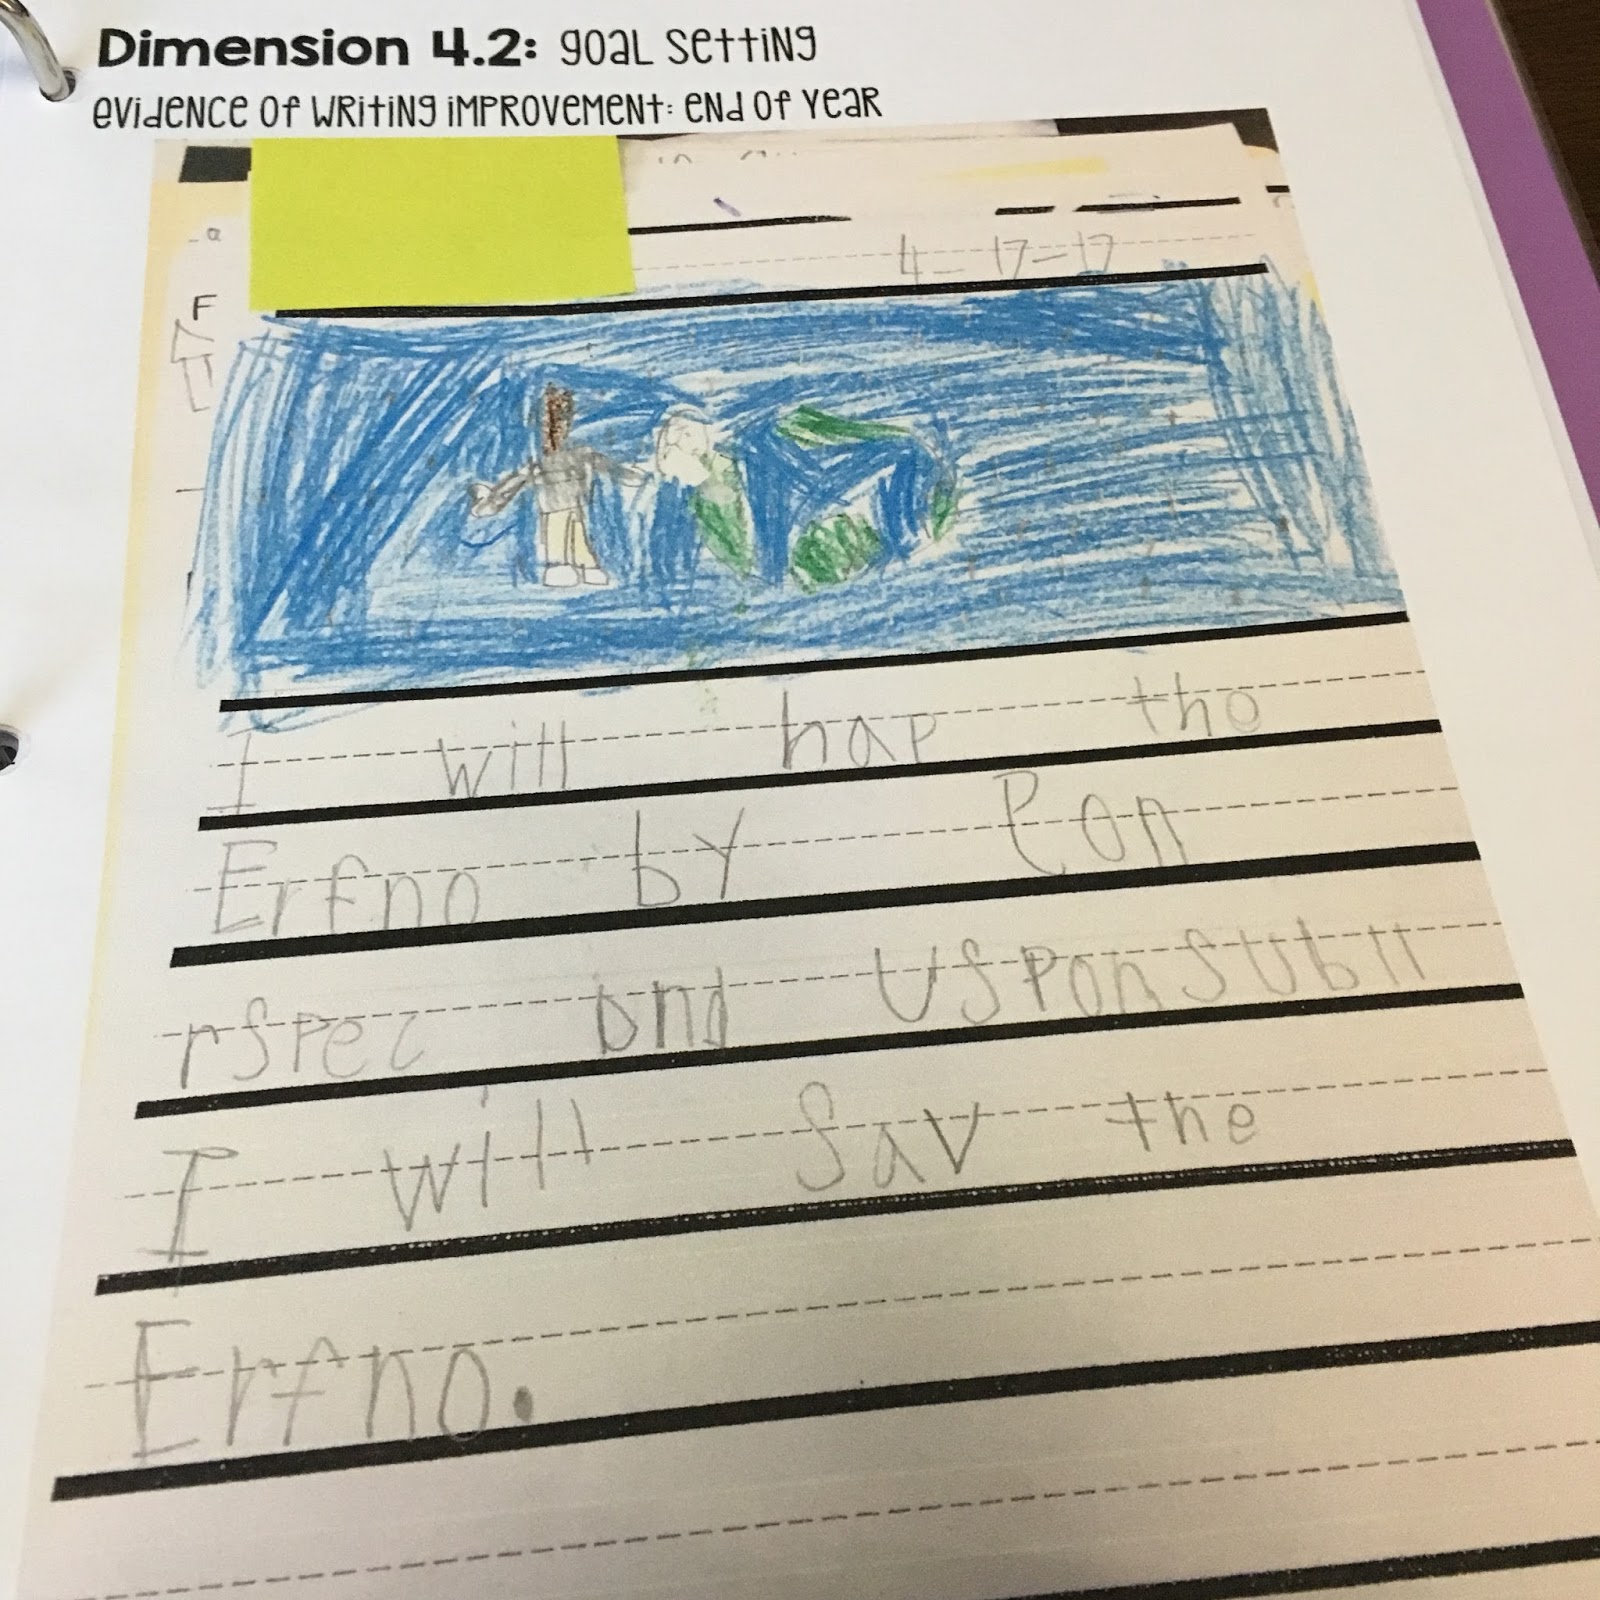 Dimension 4.2: goal setting
evidence of writing improvement: end of year
a
F
4-17-17
I will hap the
Erfno by Pon
rspec and usponsubll
I will sav the
Erfno.